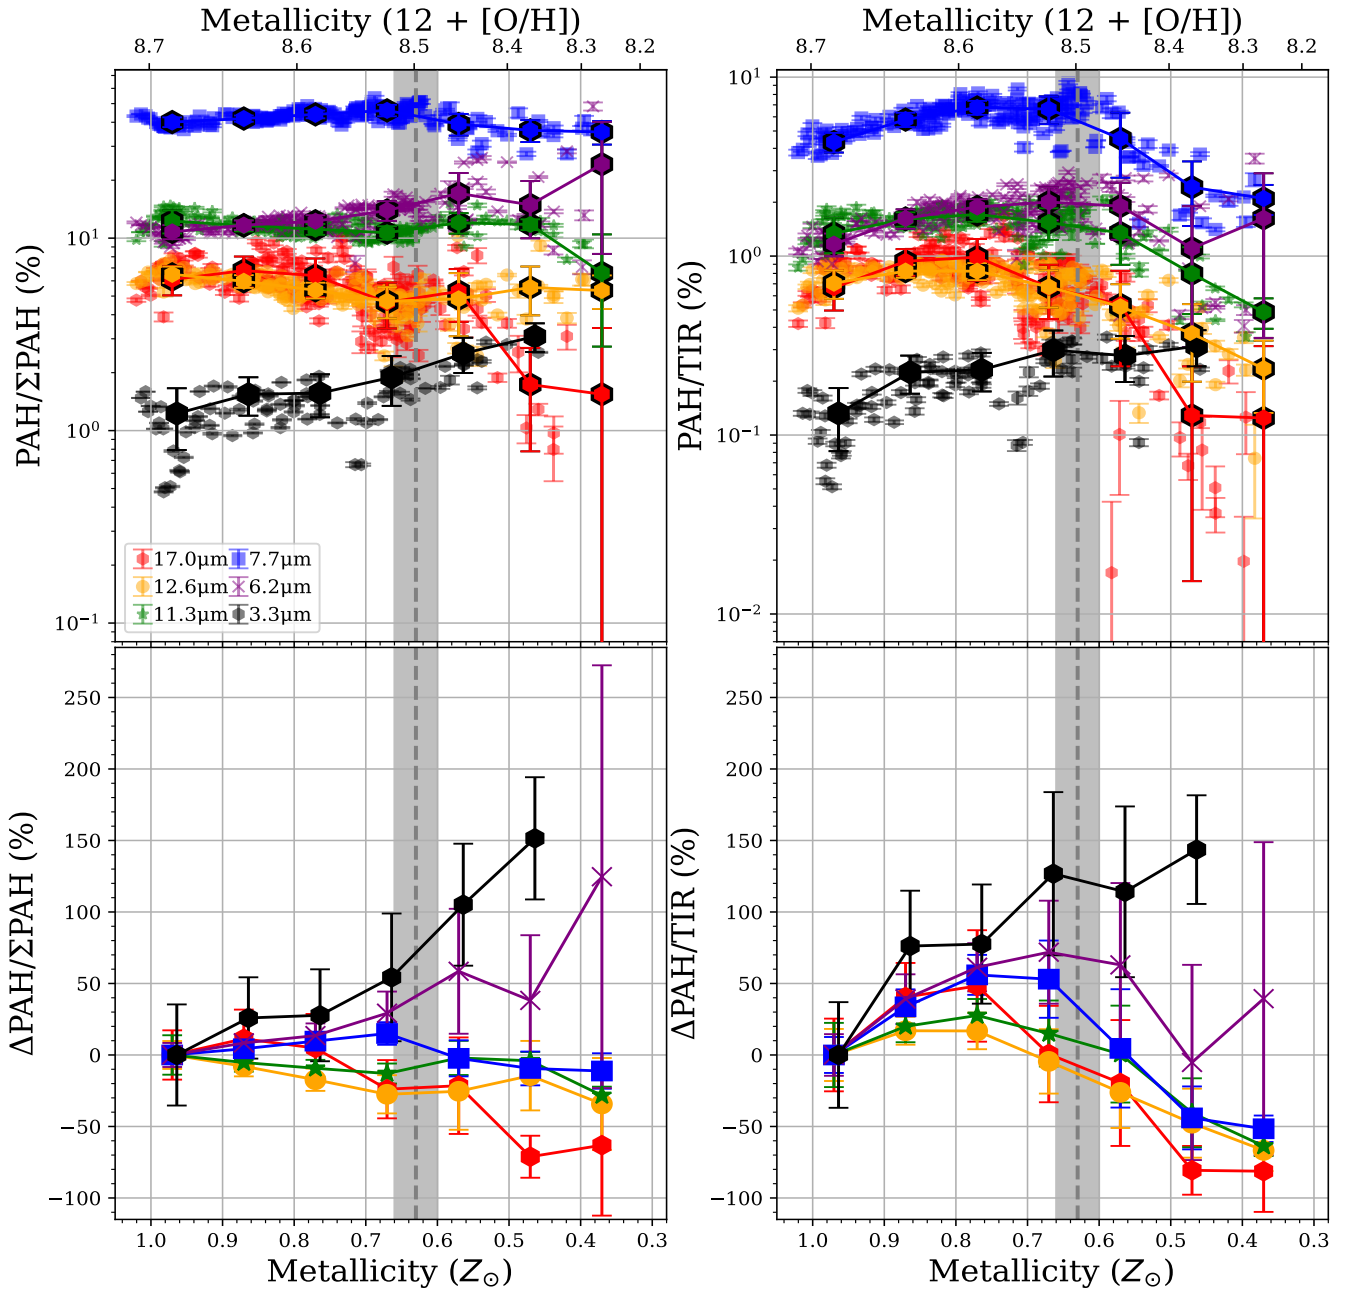 Metallicity (12 + [O/H])
Metallicity (12 + [O/H])
8.7 8.6 8.5 8.4 8.3 8.2
8.7 8.6 8.5 8.4 8.3 8.2
PAH/ΣPAH (%)
10¹
10⁰
10⁻¹
17.0μm 7.7μm
12.6μm 6.2μm
11.3μm 3.3μm
PAH/TIR (%)
10¹
10⁰
10⁻¹
10⁻²
ΔPAH/ΣPAH (%)
250
200
150
100
50
0
−50
−100
ΔPAH/TIR (%)
250
200
150
100
50
0
−50
−100
1.0 0.9 0.8 0.7 0.6 0.5 0.4 0.3
1.0 0.9 0.8 0.7 0.6 0.5 0.4 0.3
Metallicity (Z⊙)
Metallicity (Z⊙)